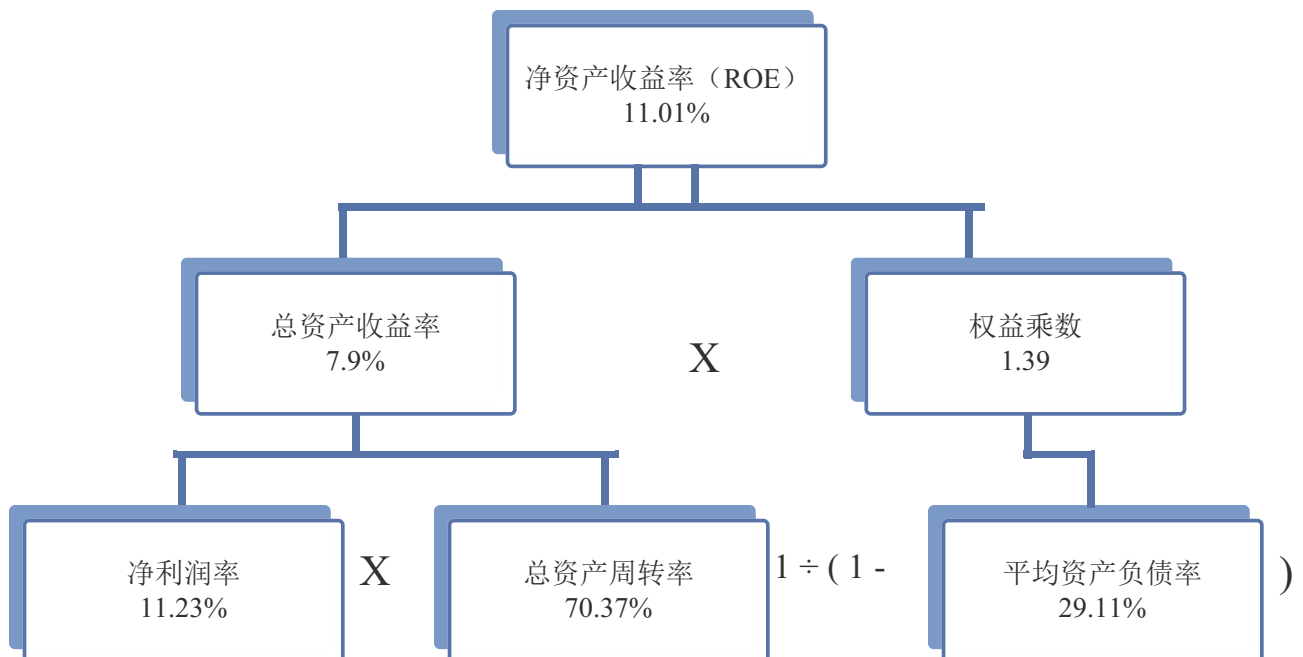 净资产收益率（ROE）
11.01%
总资产收益率
7.9%
X
权益乘数
1.39
净利润率
11.23%
X
总资产周转率
70.37%
1 ÷ ( 1 -
平均资产负债率
29.11%
)